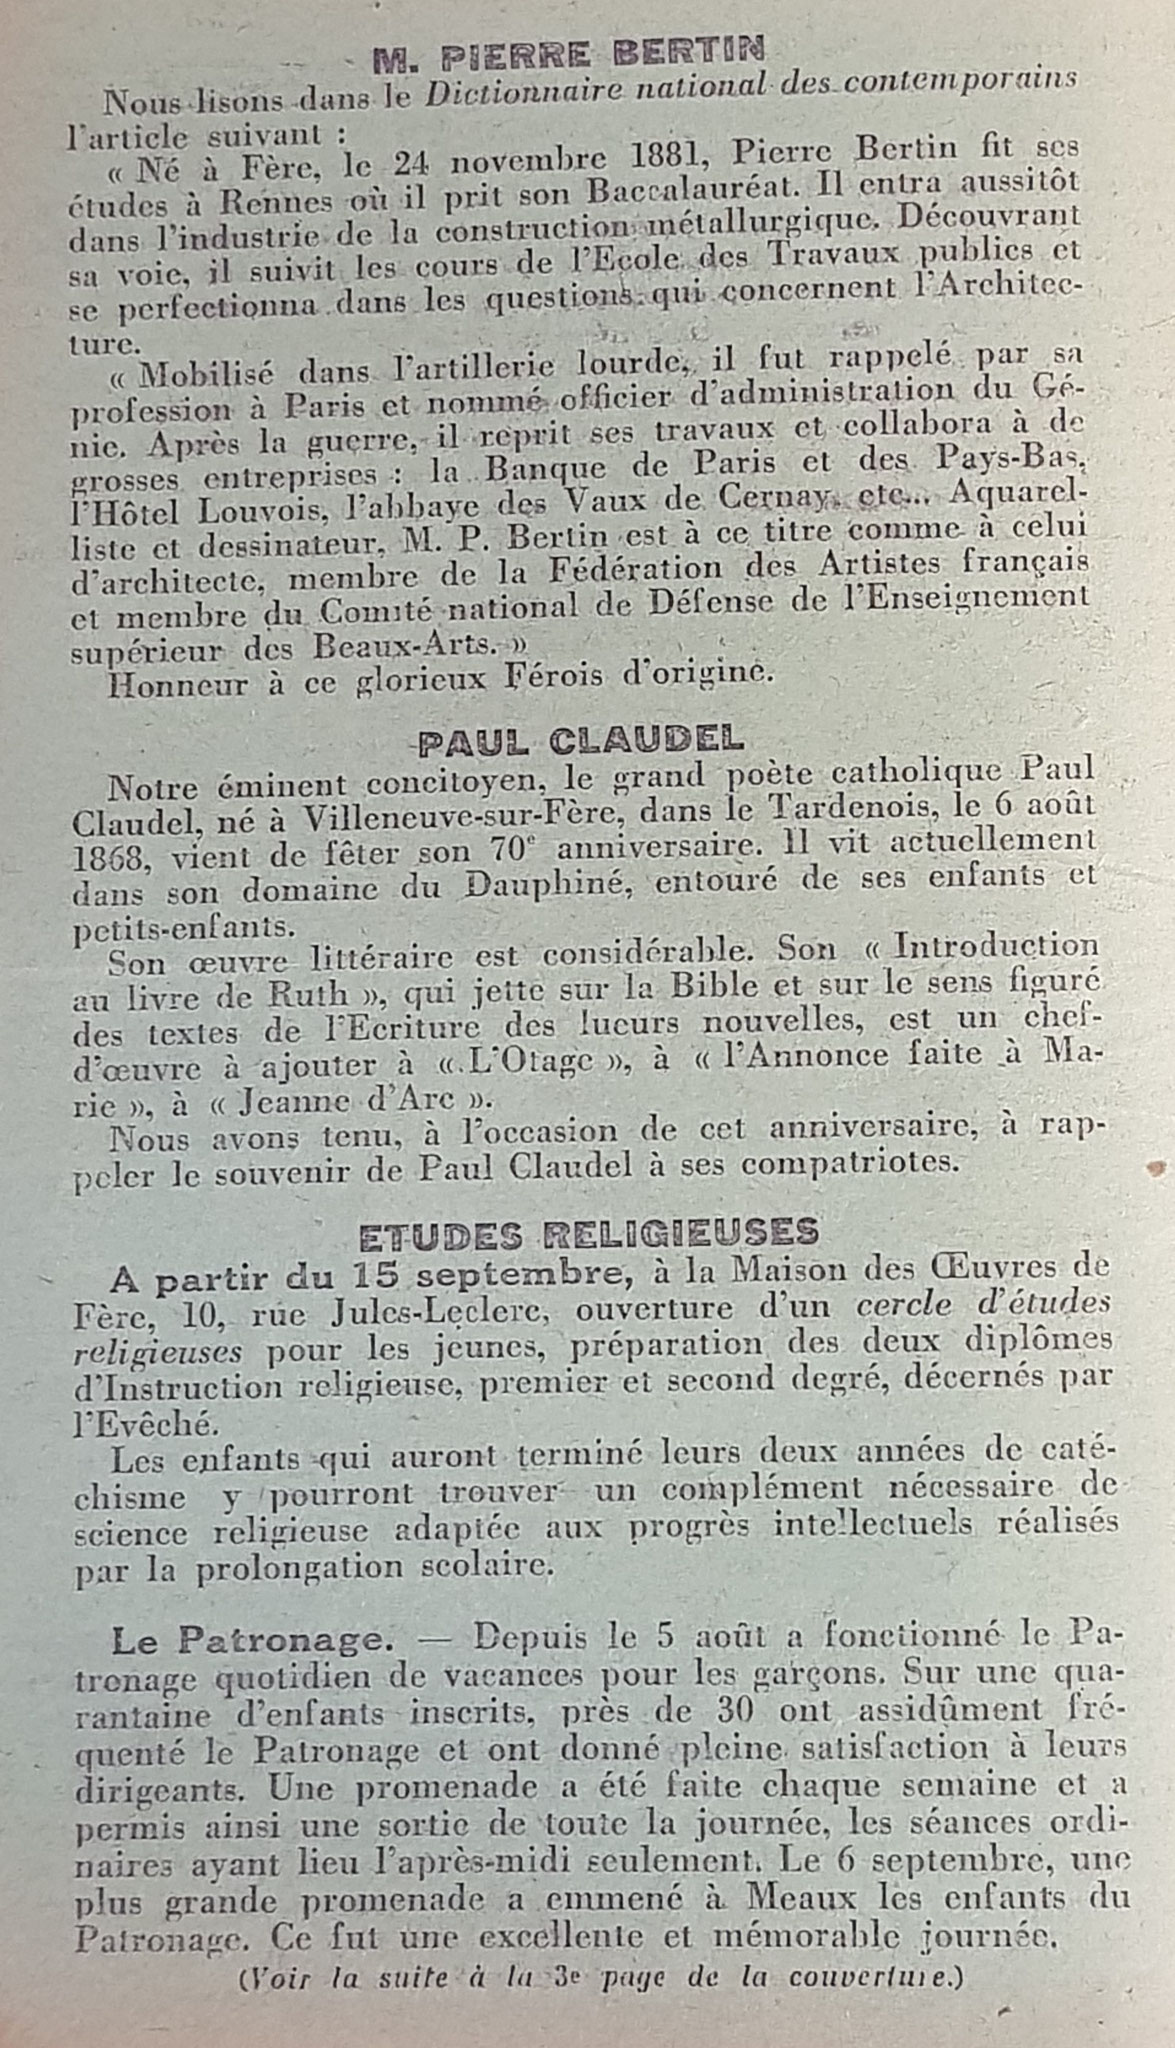 M. PIERRE BERTIN
Nous lisons dans le Dictionnaire national des contemporains
l'article suivant :
« Né à Fère, le 24 novembre 1881, Pierre Bertin fit ses
études à Rennes où il prit son Baccalauréat. Il entra aussitôt
dans l'industrie de la construction métallurgique. Découvrant
sa voie, il suivit les cours de l'Ecole des Travaux publics et
se perfectionna dans les questions qui concernent l'Architec-
ture.
« Mobilisé dans l'artillerie lourde, il fut rappelé par sa
profession à Paris et nommé officier d'administration du Gé-
nie. Après la guerre, il reprit ses travaux et collabora à de
grosses entreprises : la Banque de Paris et des Pays-Bas,
l'Hôtel Louvois, l'abbaye des Vaux de Cernay, etc... Aquarel-
liste et dessinateur, M. P. Bertin est à ce titre comme à celui
d'architecte, membre de la Fédération des Artistes français
et membre du Comité national de Défense de l'Enseignement
supérieur des Beaux-Arts. »
Honneur à ce glorieux Férois d'origine.
PAUL CLAUDEL
Notre éminent concitoyen, le grand poète catholique Paul
Claudel, né à Villeneuve-sur-Fère, dans le Tardenois, le 6 août
1868, vient de fêter son 70e anniversaire. Il vit actuellement
dans son domaine du Dauphiné, entouré de ses enfants et
petits-enfants.
Son œuvre littéraire est considérable. Son « Introduction
au livre de Ruth », qui jette sur la Bible et sur le sens figuré
des textes de l'Ecriture des lueurs nouvelles, est un chef-
d'œuvre à ajouter à « L'Otage », à « l'Annonce faite à Ma-
rie », à « Jeanne d'Arc ».
Nous avons tenu, à l'occasion de cet anniversaire, à rap-
peler le souvenir de Paul Claudel à ses compatriotes.
ETUDES RELIGIEUSES
A partir du 15 septembre, à la Maison des Œuvres de
Fère, 10, rue Jules-Leclerc, ouverture d'un cercle d'études
religieuses pour les jeunes, préparation des deux diplômes
d'Instruction religieuse, premier et second degré, décernés par
l'Evêché.
Les enfants qui auront terminé leurs deux années de caté-
chisme y pourront trouver un complément nécessaire de
science religieuse adaptée aux progrès intellectuels réalisés
par la prolongation scolaire.
Le Patronage. — Depuis le 5 août a fonctionné le Pa-
tronage quotidien de vacances pour les garçons. Sur une qua-
rantaine d'enfants inscrits, près de 30 ont assidûment fré-
quenté le Patronage et ont donné pleine satisfaction à leurs
dirigeants. Une promenade a été faite chaque semaine et a
permis ainsi une sortie de toute la journée, les séances ordi-
naires ayant lieu l'après-midi seulement. Le 6 septembre, une
plus grande promenade a emmené à Meaux les enfants du
Patronage. Ce fut une excellente et mémorable journée.
(Voir la suite à la 3e page de la couverture.)